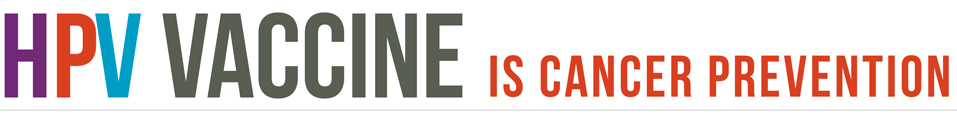 HPV VACCINE IS CANCER PREVENTION